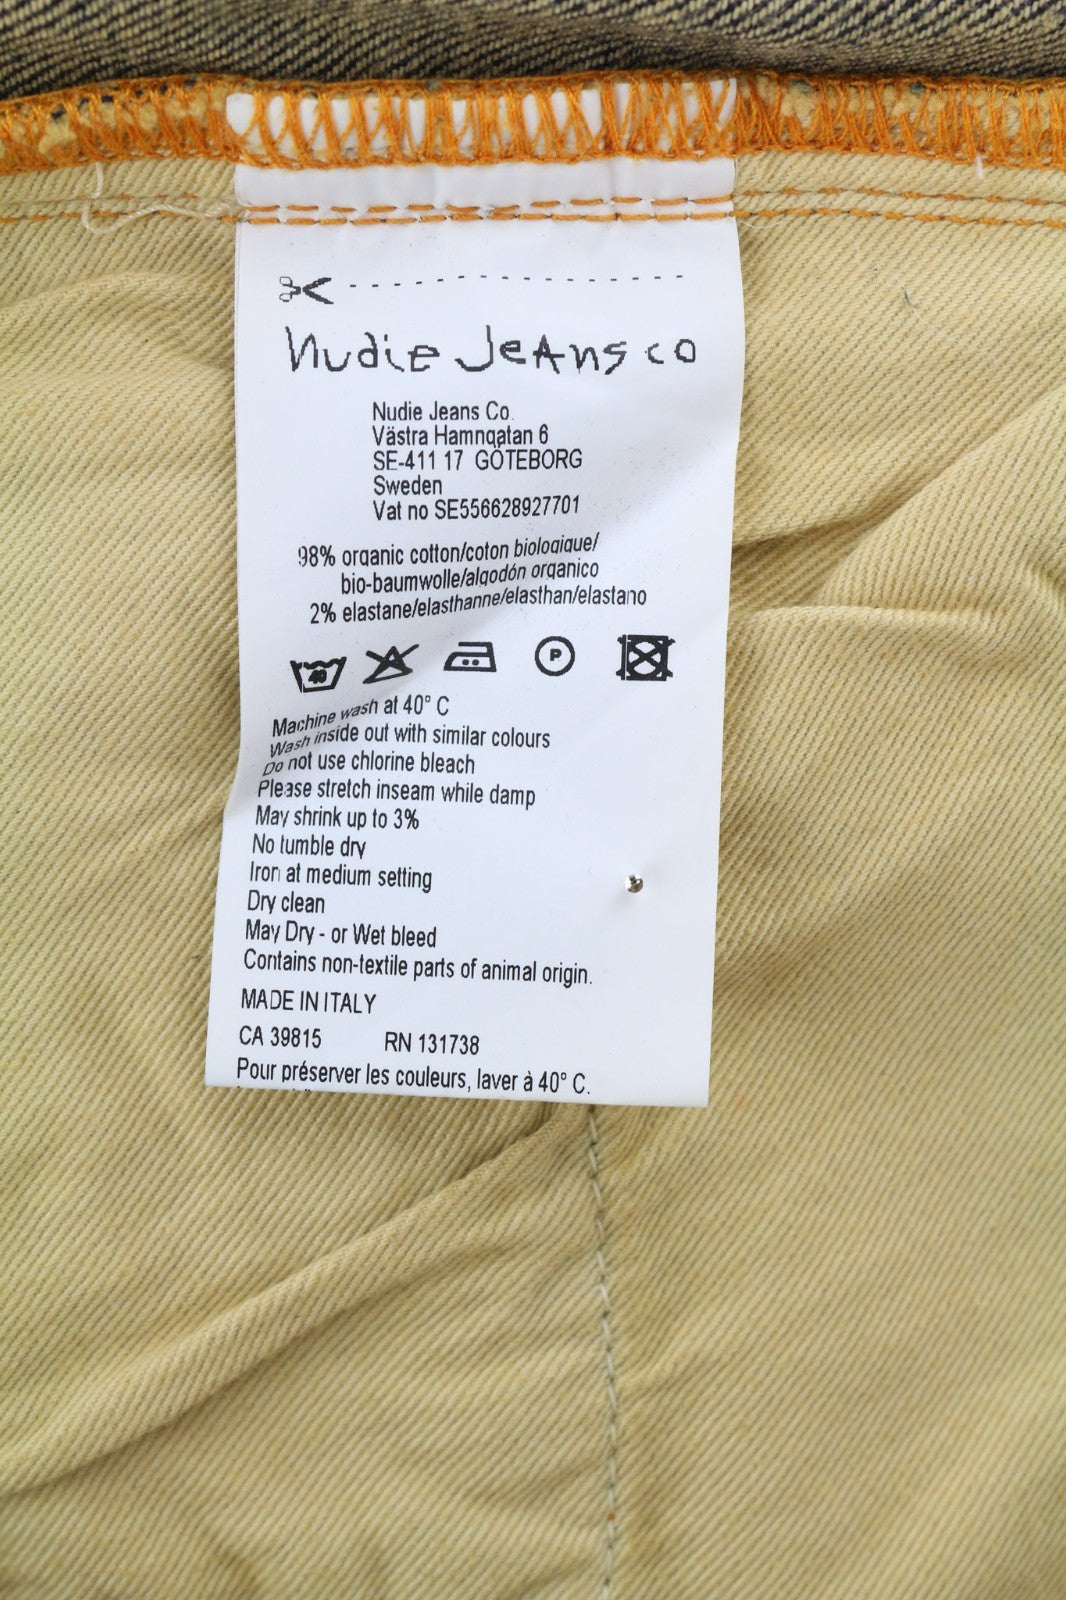 Nudie Jeans co
Nudie Jeans Co.
Västra Hamngatan 6
SE-411 17 GÖTEBORG
Sweden
Vat no SE556628927701
98% organic cotton/coton biologique/
bio-baumwolle/algodón organico
2% elastane/elasthanne/elasthan/elastano
40
P
Machine wash at 40° C
Wash inside out with similar colours
Do not use chlorine bleach
Please stretch inseam while damp
May shrink up to 3%
No tumble dry
Iron at medium setting
Dry clean
May Dry - or Wet bleed
Contains non-textile parts of animal origin.
MADE IN ITALY
CA 39815 RN 131738
Pour préserver les couleurs, laver à 40° C.